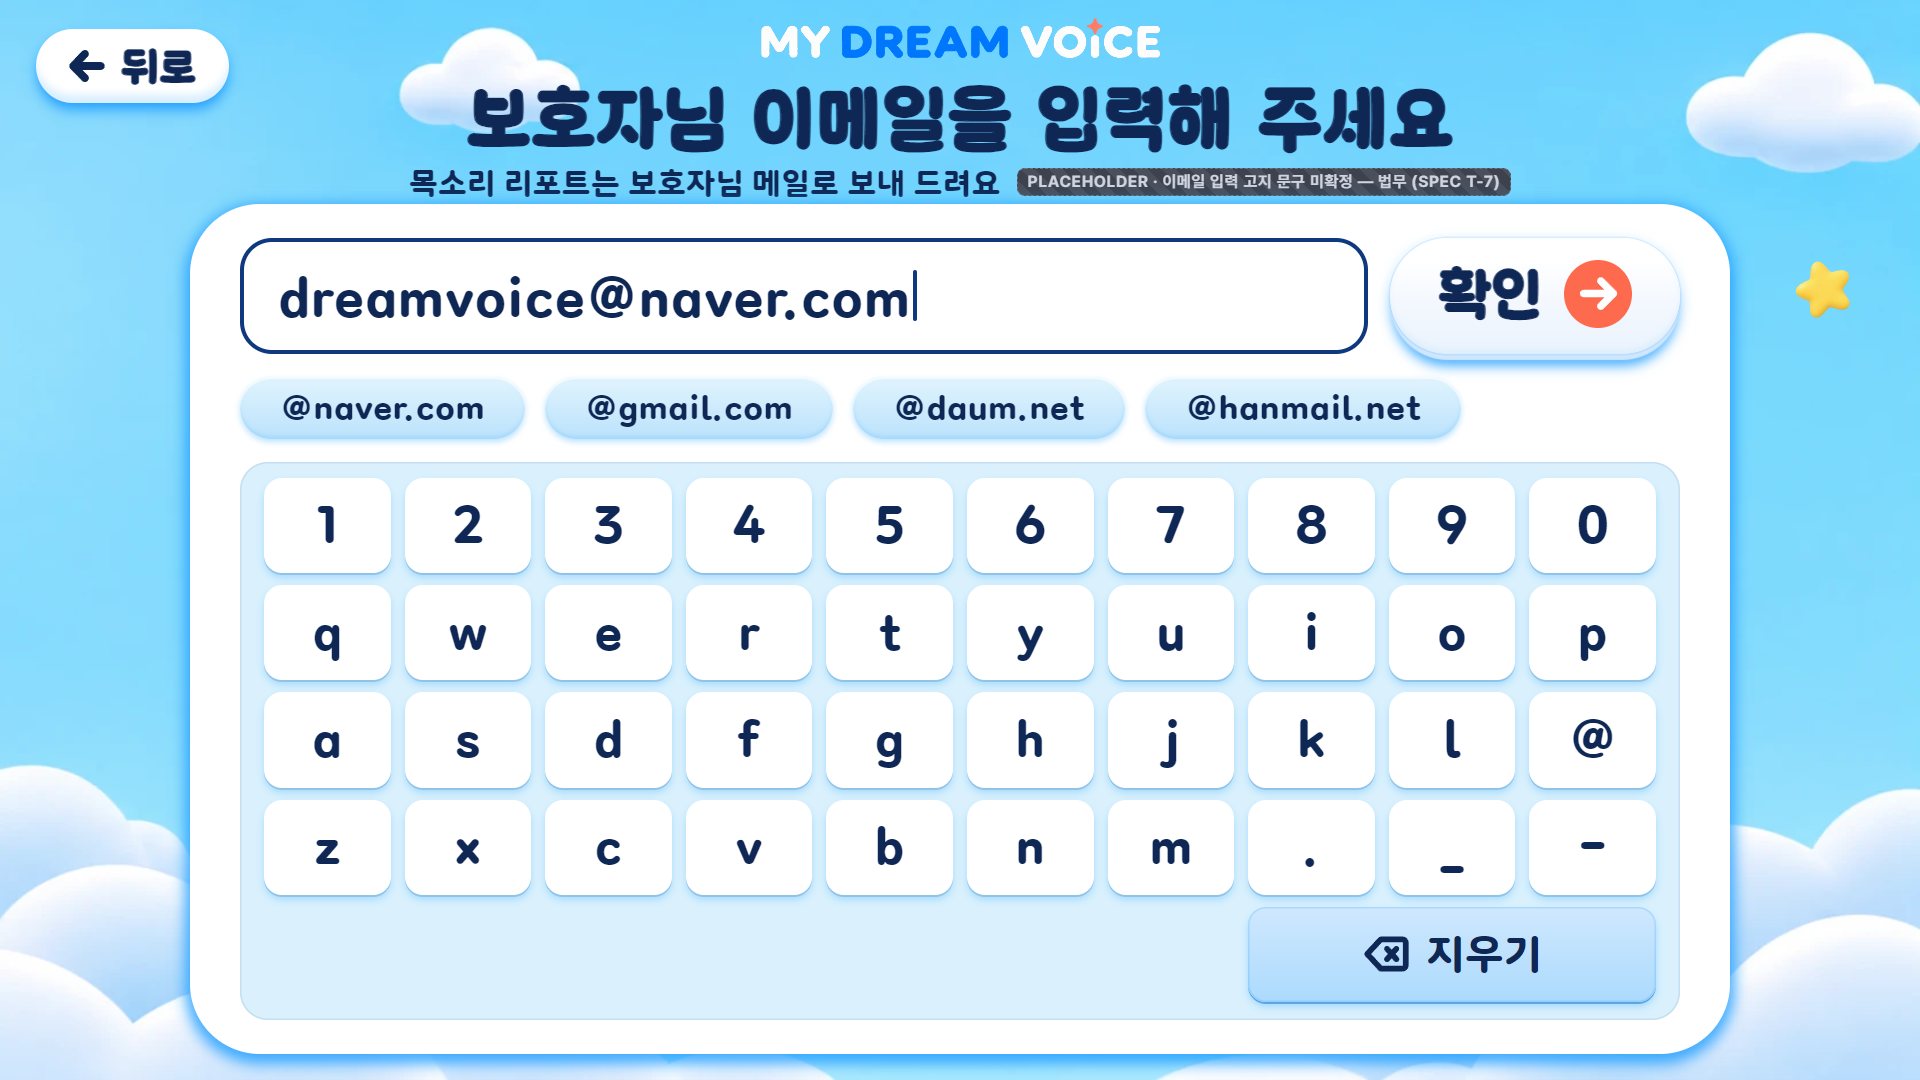 뒤로
MY DREAM VOiCE
보호자님 이메일을 입력해 주세요
목소리 리포트는 보호자님 메일로 보내 드려요 PLACEHOLDER · 이메일 입력 고지 문구 미확정 — 법무 (SPEC T-7)
dreamvoice@naver.com 확인
@naver.com @gmail.com @daum.net @hanmail.net
1 2 3 4 5 6 7 8 9 0
q w e r t y u i o p
a s d f g h j k l @
z x c v b n m . _ -
지우기